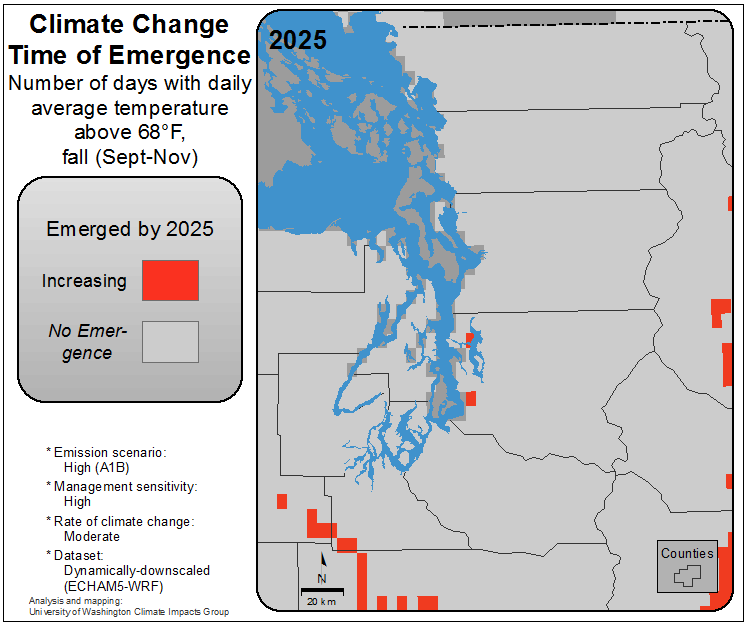 Climate Change
Time of Emergence
Number of days with daily
average temperature
above 68°F,
fall (Sept-Nov)
Emerged by 2025
Increasing
No Emer-
gence
* Emission scenario:
High (A1B)
* Management sensitivity:
High
* Rate of climate change:
Moderate
* Dataset:
Dynamically-downscaled
(ECHAM5-WRF)
Analysis and mapping:
University of Washington Climate Impacts Group
2025
N
20 km
Counties